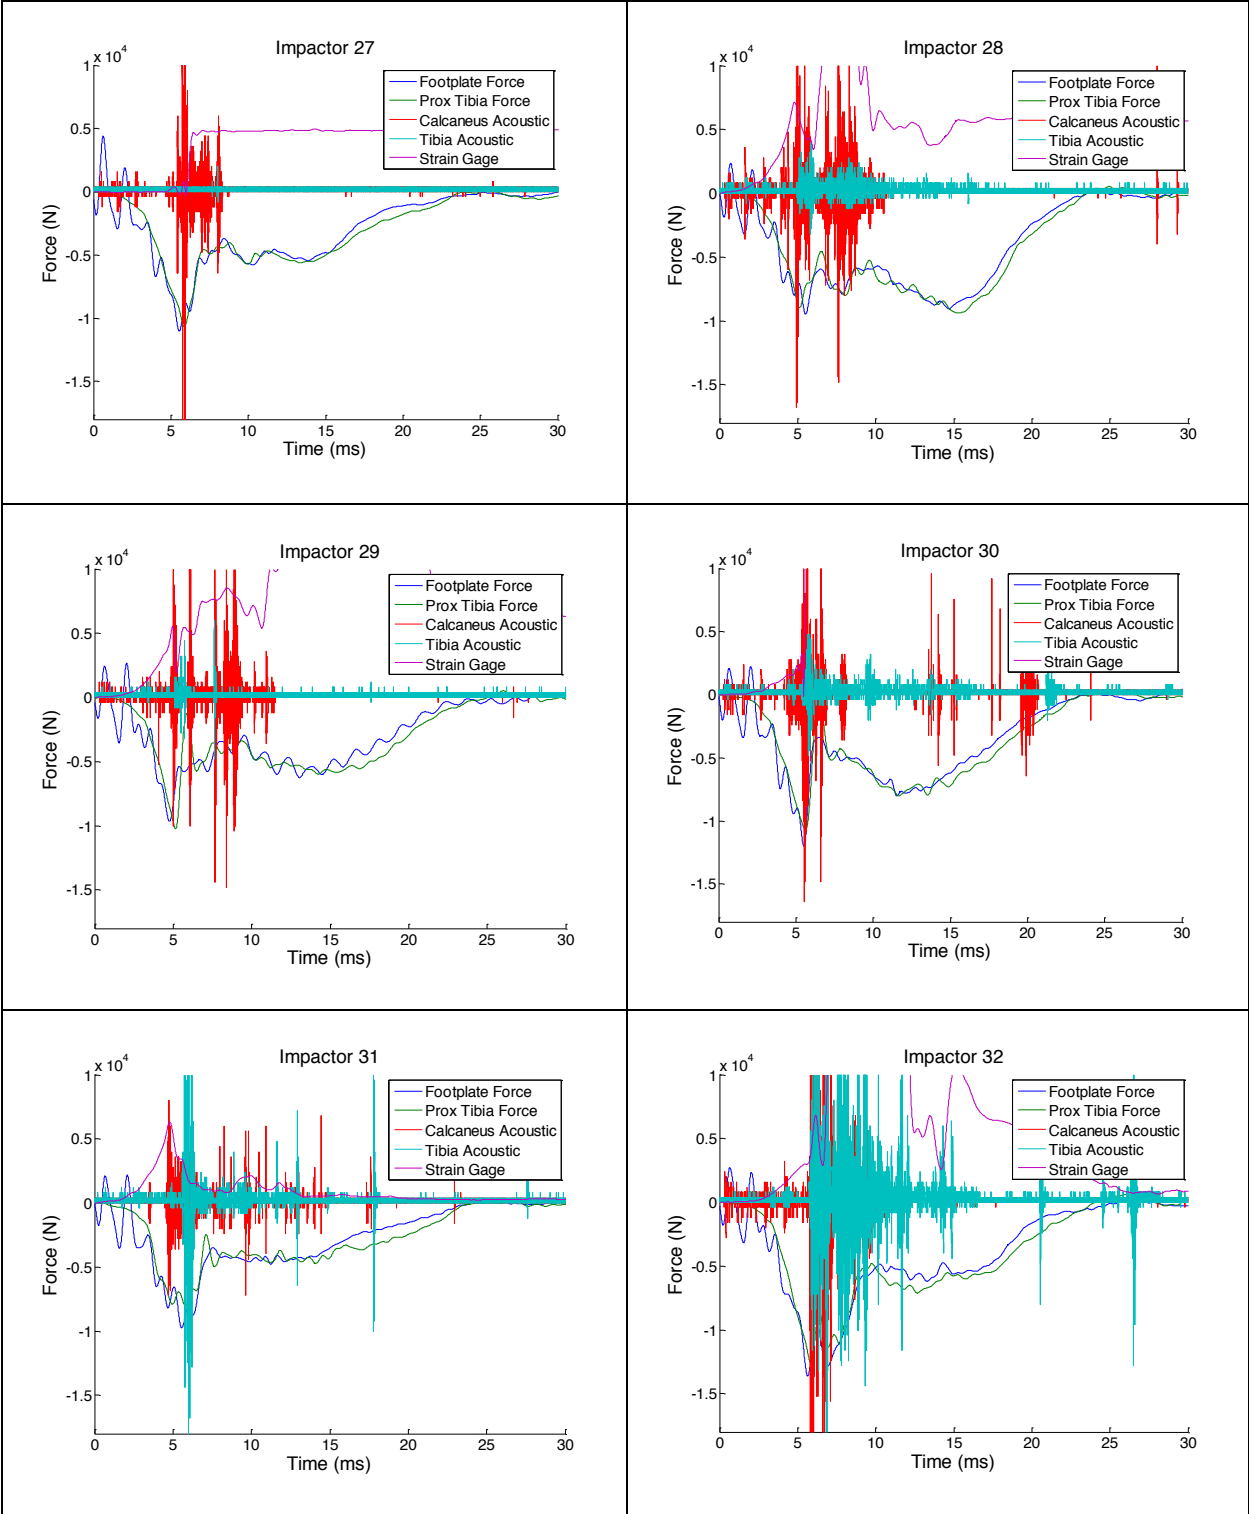 Impactor 27
x 10^4
1
0.5
0
-0.5
-1
-1.5
Force (N)
Footplate Force
Prox Tibia Force
Calcaneus Acoustic
Tibia Acoustic
Strain Gage
0 5 10 15 20 25 30
Time (ms)
Impactor 28
x 10^4
1
0.5
0
-0.5
-1
-1.5
Force (N)
Footplate Force
Prox Tibia Force
Calcaneus Acoustic
Tibia Acoustic
Strain Gage
0 5 10 15 20 25 30
Time (ms)
Impactor 29
x 10^4
1
0.5
0
-0.5
-1
-1.5
Force (N)
Footplate Force
Prox Tibia Force
Calcaneus Acoustic
Tibia Acoustic
Strain Gage
0 5 10 15 20 25 30
Time (ms)
Impactor 30
x 10^4
1
0.5
0
-0.5
-1
-1.5
Force (N)
Footplate Force
Prox Tibia Force
Calcaneus Acoustic
Tibia Acoustic
Strain Gage
0 5 10 15 20 25 30
Time (ms)
Impactor 31
x 10^4
1
0.5
0
-0.5
-1
-1.5
Force (N)
Footplate Force
Prox Tibia Force
Calcaneus Acoustic
Tibia Acoustic
Strain Gage
0 5 10 15 20 25 30
Time (ms)
Impactor 32
x 10^4
1
0.5
0
-0.5
-1
-1.5
Force (N)
Footplate Force
Prox Tibia Force
Calcaneus Acoustic
Tibia Acoustic
Strain Gage
0 5 10 15 20 25 30
Time (ms)